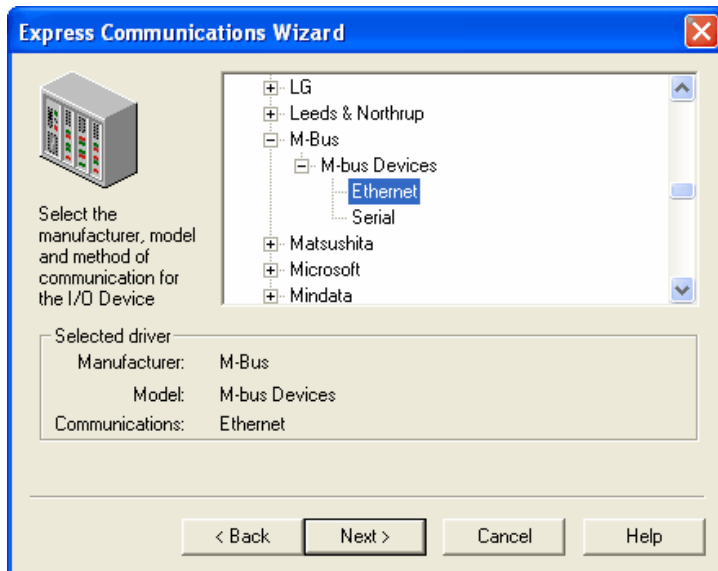 Express Communications Wizard
LG
Leeds & Northrup
M-Bus
M-bus Devices
Ethernet
Serial
Matsushita
Microsoft
Mindata
Select the
manufacturer, model
and method of
communication for
the I/O Device
Selected driver
Manufacturer: M-Bus
Model: M-bus Devices
Communications: Ethernet
< Back Next > Cancel Help